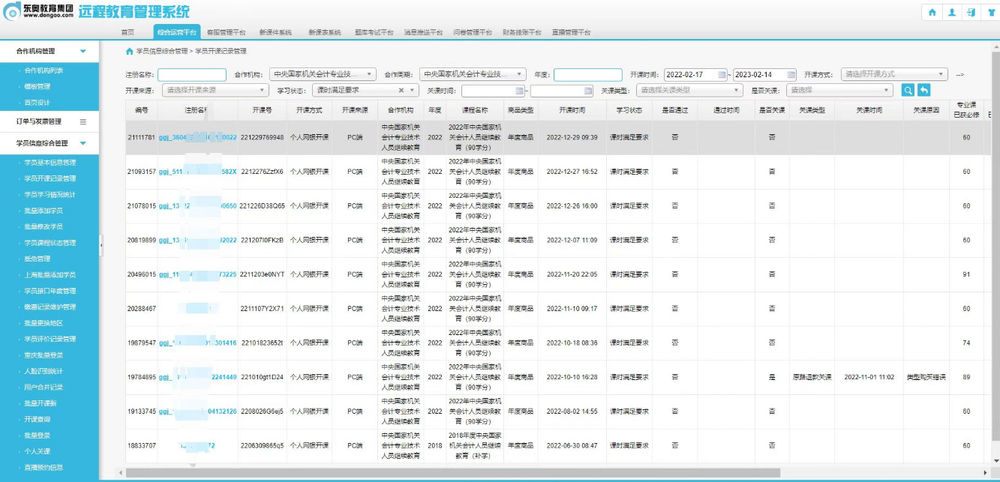 东奥教育集团
www.dongao.com
远程教育管理系统
首页 综合运营平台 客服管理平台 新课件系统 新课表系统 题库考试平台 消息推送平台 问卷管理平台 财务挂账平台 直播管理平台
合作机构管理
合作机构列表
模板管理
首页设计
订单与发票管理
学员信息综合管理
学员基本信息管理
学员开课记录管理
学员学习情况统计
批量添加学员
批量修改学员
学员课程状态管理
抵免管理
上海批量添加学员
学员接口年度管理
缴费记录维护管理
批量更换地区
学员评价记录管理
重庆批量登录
人脸识别统计
用户合并记录
批量开课新
开课查询
批量登录
个人关课
直播预约信息
学员信息综合管理 > 学员开课记录管理
注册名称: 合作机构: 中央国家机关会计专业技... 合作周期: 中央国家机关会计专业技... 年度: 开课时间: 2022-02-17 ~ 2023-02-14 开课方式: 请选择开课方式 -->
开课来源: 请选择开课来源 学习状态: 课时满足要求 关课时间: ~ 关课类型: 请选择关课类型 是否关课: 请选择
编号 注册名称 开课号 开课方式 开课来源 合作机构 年度 课程名称 商品类型 开课时间 学习状态 是否通过 通过时间 是否关课 关课类型 关课时间 关课原因 专业课
已获必修
中央国家机关 2022年中央国家机
21111781 ggj_3604 0022 221229769948 个人网银开课 PC端 会计专业技术 2022 关会计人员继续教 年度商品 2022-12-29 09:39 课时满足要求 否 否 60
人员继续教育 育（90学分）
中央国家机关 2022年中央国家机
21093157 ggj_511 582X 2212276ZzfX6 个人网银开课 PC端 会计专业技术 2022 关会计人员继续教 年度商品 2022-12-27 16:52 课时满足要求 否 否 60
人员继续教育 育（90学分）
中央国家机关 2022年中央国家机
21078015 ggj_13 0650 221226D38Q65 个人网银开课 PC端 会计专业技术 2022 关会计人员继续教 年度商品 2022-12-26 16:00 课时满足要求 否 否 60
人员继续教育 育（90学分）
中央国家机关 2022年中央国家机
20819899 ggj_13 2022 221207I0FKzB 个人网银开课 PC端 会计专业技术 2022 关会计人员继续教 年度商品 2022-12-07 11:09 课时满足要求 否 否 60
人员继续教育 育（90学分）
中央国家机关 2022年中央国家机
20496015 ggj_11 73225 2211203e0NYT 个人网银开课 PC端 会计专业技术 2022 关会计人员继续教 年度商品 2022-11-20 22:05 课时满足要求 否 否 91
人员继续教育 育（90学分）
中央国家机关 2022年中央国家机
20288467 2211107Y2X71 个人网银开课 PC端 会计专业技术 2022 关会计人员继续教 年度商品 2022-11-10 09:17 课时满足要求 否 否 60
人员继续教育 育（90学分）
中央国家机关 2022年中央国家机
19879547 ggj_1 301416 22101823652t 个人网银开课 PC端 会计专业技术 2022 关会计人员继续教 年度商品 2022-10-18 08:36 课时满足要求 否 否 74
人员继续教育 育（90学分）
中央国家机关 2022年中央国家机
19784895 ggj_ 2241449 221010gt1D24 个人网银开课 PC端 会计专业技术 2022 关会计人员继续教 年度商品 2022-10-10 16:28 课时满足要求 否 是 原路退款关课 2022-11-01 11:02 类型购买错误 89
人员继续教育 育（90学分）
中央国家机关 2022年中央国家机
19133745 ggj_ 04132126 2208026G6ej5 个人网银开课 PC端 会计专业技术 2022 关会计人员继续教 年度商品 2022-08-02 14:55 课时满足要求 否 否 60
人员继续教育 育（90学分）
中央国家机关 2018年度中央国家
18833707 72 2206309865q5 个人网银开课 PC端 会计专业技术 2018 机关会计人员继续 年度商品 2022-06-30 08:47 课时满足要求 否 否 60
人员继续教育 教育（补学）